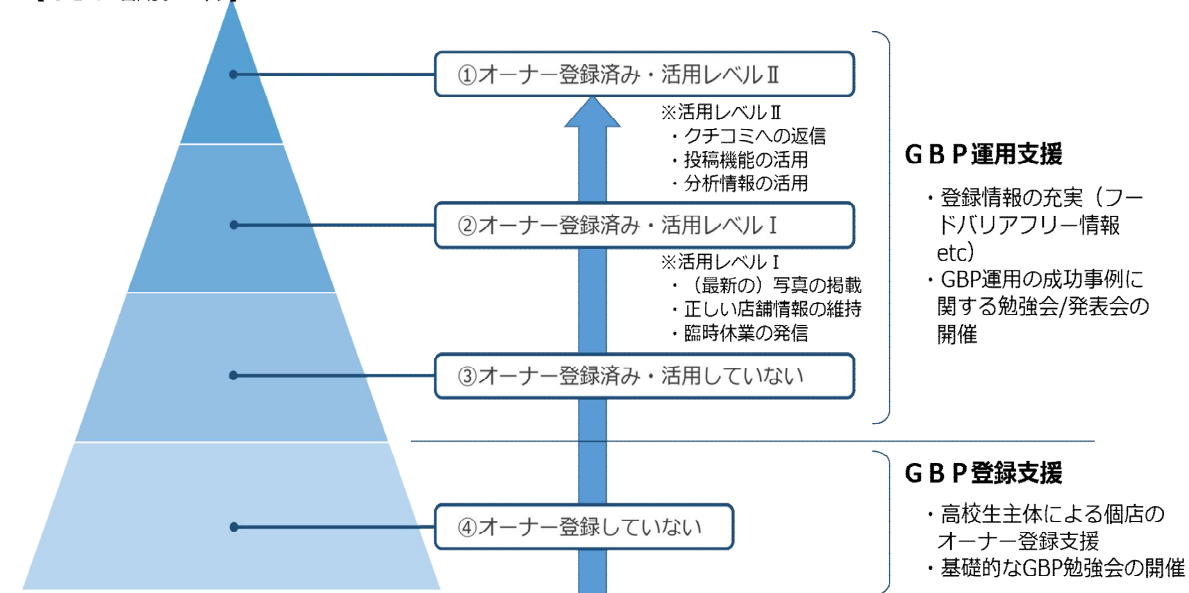 ①オーナー登録済み・活用レベルⅡ
※活用レベルⅡ
・クチコミへの返信
・投稿機能の活用
・分析情報の活用
②オーナー登録済み・活用レベルⅠ
※活用レベルⅠ
・（最新の）写真の掲載
・正しい店舗情報の維持
・臨時休業の発信
③オーナー登録済み・活用していない
④オーナー登録していない
ＧＢＰ運用支援
・登録情報の充実（フー
ドバリアフリー情報
etc）
・GBP運用の成功事例に
関する勉強会/発表会の
開催
ＧＢＰ登録支援
・高校生主体による個店の
オーナー登録支援
・基礎的なGBP勉強会の開催